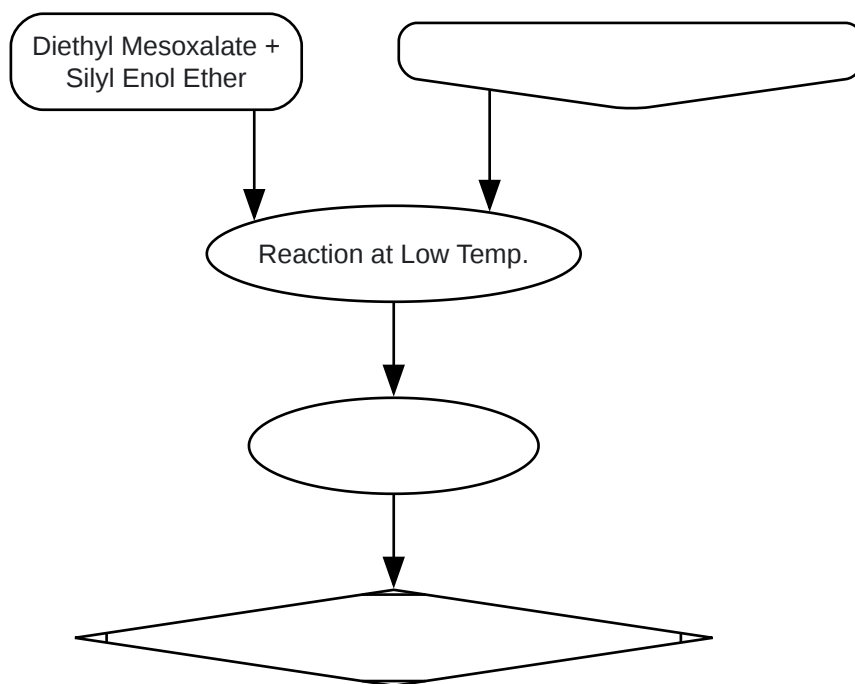 Diethyl Mesoxalate +
Silyl Enol Ether
Reaction at Low Temp.